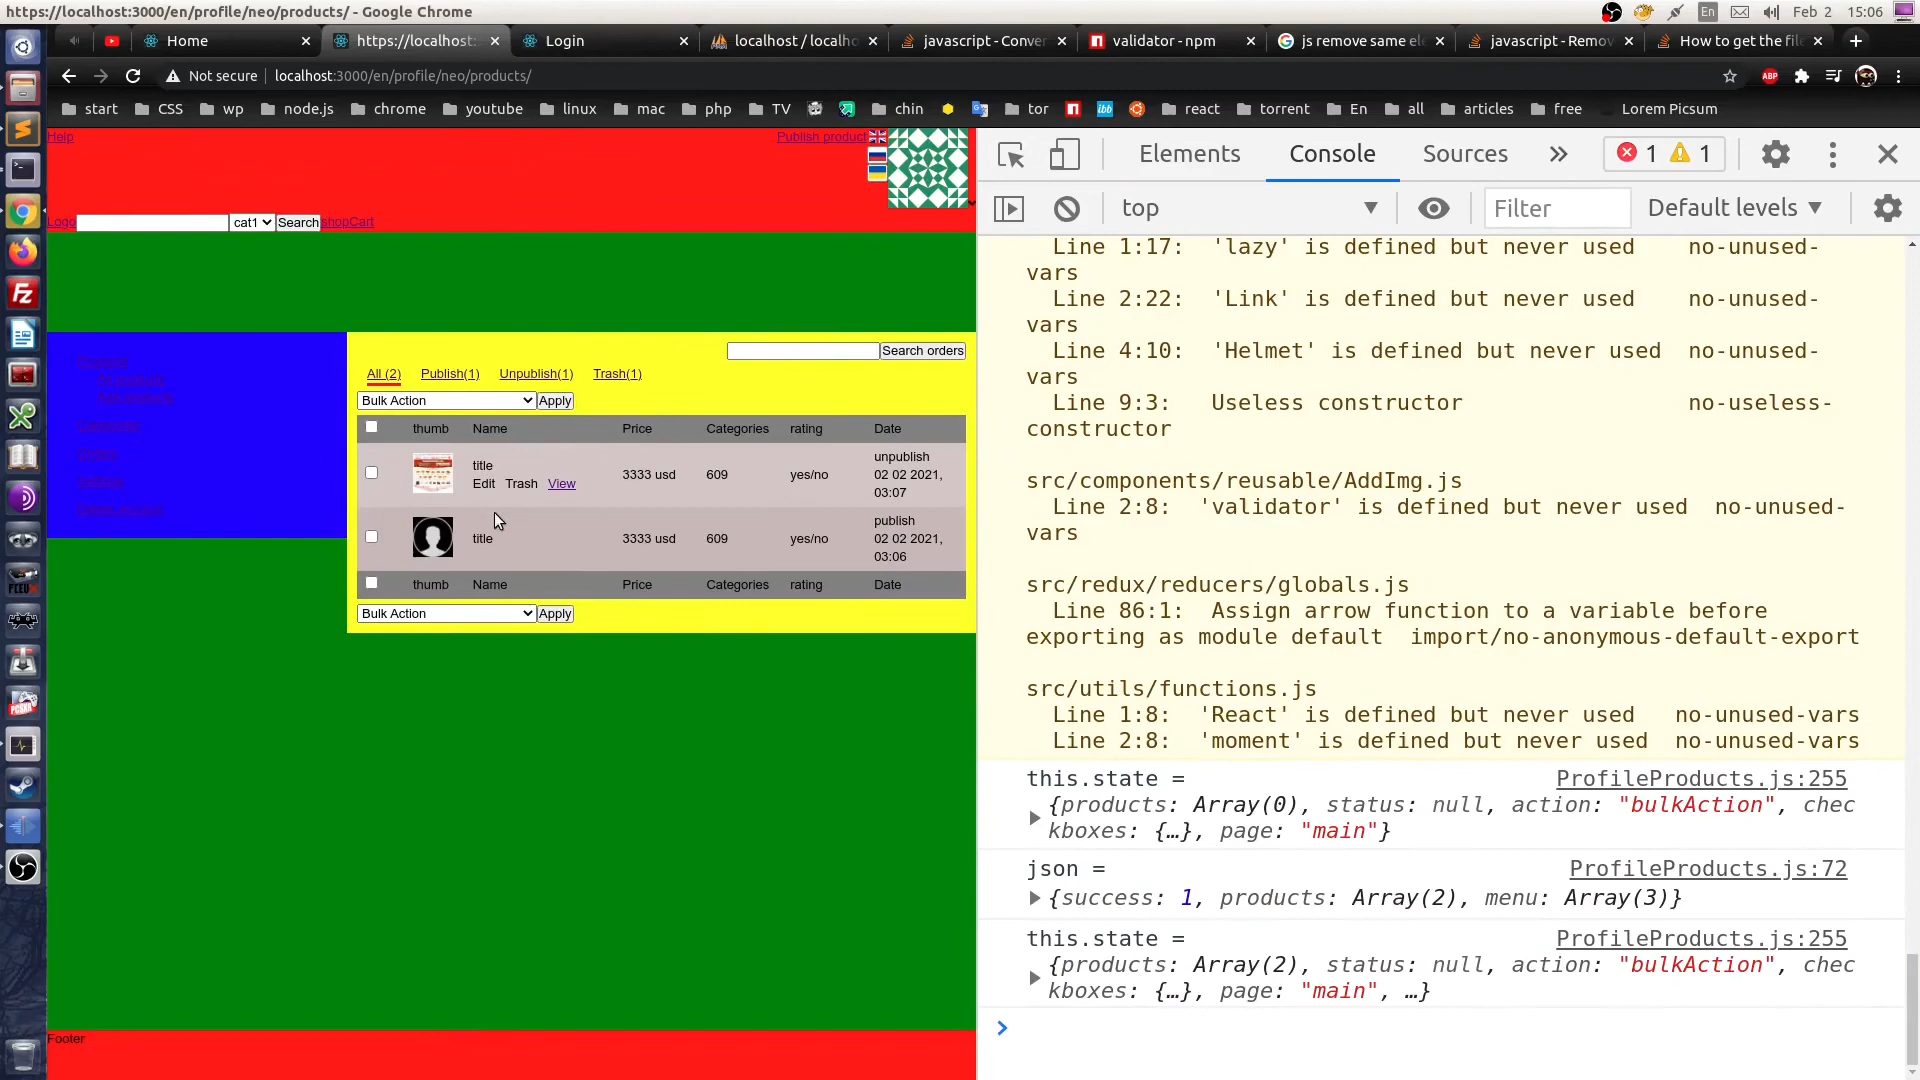 https://localhost:3000/en/profile/neo/products/ - Google Chrome
En
Feb 2
15:06
Home
https://localhost:
Login
localhost / localho
javascript - Conver
validator - npm
js remove same ele
javascript - Remov
How to get the file
Not secure
localhost:3000/en/profile/neo/products/
ABP
start
CSS
wp
node.js
chrome
youtube
linux
mac
php
TV
chin
tor
ibb
react
torrent
En
all
articles
free
Lorem Picsum
Help
Publish product
Logo
cat1
Search
shopCart
Search orders
All (2)
Publish(1)
Unpublish(1)
Trash(1)
Bulk Action
Apply
thumb Name Price Categories rating Date
title
Edit Trash View
3333 usd
609
yes/no
unpublish
02 02 2021,
03:07
title
3333 usd
609
yes/no
publish
02 02 2021,
03:06
thumb Name Price Categories rating Date
Bulk Action
Apply
Footer
Elements
Console
Sources
1
1
top
Filter
Default levels
Line 1:17: 'lazy' is defined but never used no-unused-
vars
Line 2:22: 'Link' is defined but never used no-unused-
vars
Line 4:10: 'Helmet' is defined but never used no-unused-
vars
Line 9:3: Useless constructor no-useless-
constructor
src/components/reusable/AddImg.js
Line 2:8: 'validator' is defined but never used no-unused-
vars
src/redux/reducers/globals.js
Line 86:1: Assign arrow function to a variable before
exporting as module default import/no-anonymous-default-export
src/utils/functions.js
Line 1:8: 'React' is defined but never used no-unused-vars
Line 2:8: 'moment' is defined but never used no-unused-vars
this.state =
ProfileProducts.js:255
{products: Array(0), status: null, action: "bulkAction", chec
kboxes: {…}, page: "main"}
json =
ProfileProducts.js:72
{success: 1, products: Array(2), menu: Array(3)}
this.state =
ProfileProducts.js:255
{products: Array(2), status: null, action: "bulkAction", chec
kboxes: {…}, page: "main", …}